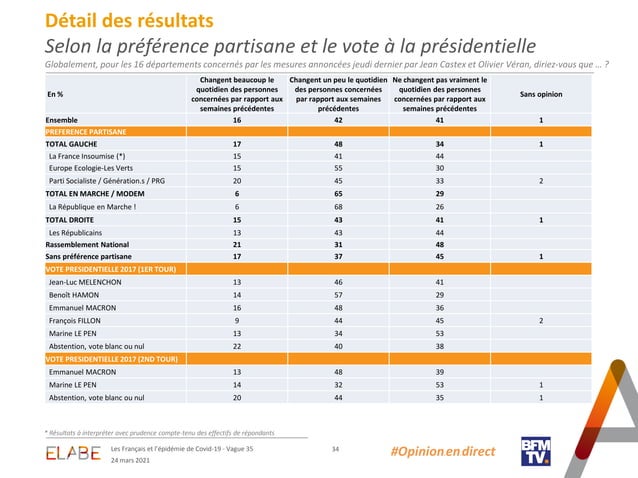 Détail des résultats
Selon la préférence partisane et le vote à la présidentielle
Globalement, pour les 16 départements concernés par les mesures annoncées jeudi dernier par Jean Castex et Olivier Véran, diriez-vous que … ?
En % Changent beaucoup le quotidien des personnes concernées par rapport aux semaines précédentes Changent un peu le quotidien des personnes concernées par rapport aux semaines précédentes Ne changent pas vraiment le quotidien des personnes concernées par rapport aux semaines précédentes Sans opinion
Ensemble 16 42 41 1
PREFERENCE PARTISANE
TOTAL GAUCHE 17 48 34 1
La France Insoumise (*) 15 41 44
Europe Ecologie-Les Verts 15 55 30
Parti Socialiste / Génération.s / PRG 20 45 33 2
TOTAL EN MARCHE / MODEM 6 65 29
La République en Marche ! 6 68 26
TOTAL DROITE 15 43 41 1
Les Républicains 13 43 44
Rassemblement National 21 31 48
Sans préférence partisane 17 37 45 1
VOTE PRESIDENTIELLE 2017 (1ER TOUR)
Jean-Luc MELENCHON 13 46 41
Benoît HAMON 14 57 29
Emmanuel MACRON 16 48 36
François FILLON 9 44 45 2
Marine LE PEN 13 34 53
Abstention, vote blanc ou nul 22 40 38
VOTE PRESIDENTIELLE 2017 (2ND TOUR)
Emmanuel MACRON 13 48 39
Marine LE PEN 14 32 53 1
Abstention, vote blanc ou nul 20 44 35 1
* Résultats à interpréter avec prudence compte-tenu des effectifs de répondants
ELABE
Les Français et l'épidémie de Covid-19 - Vague 35
24 mars 2021
34
#Opinion.en.direct
BFM
TV.